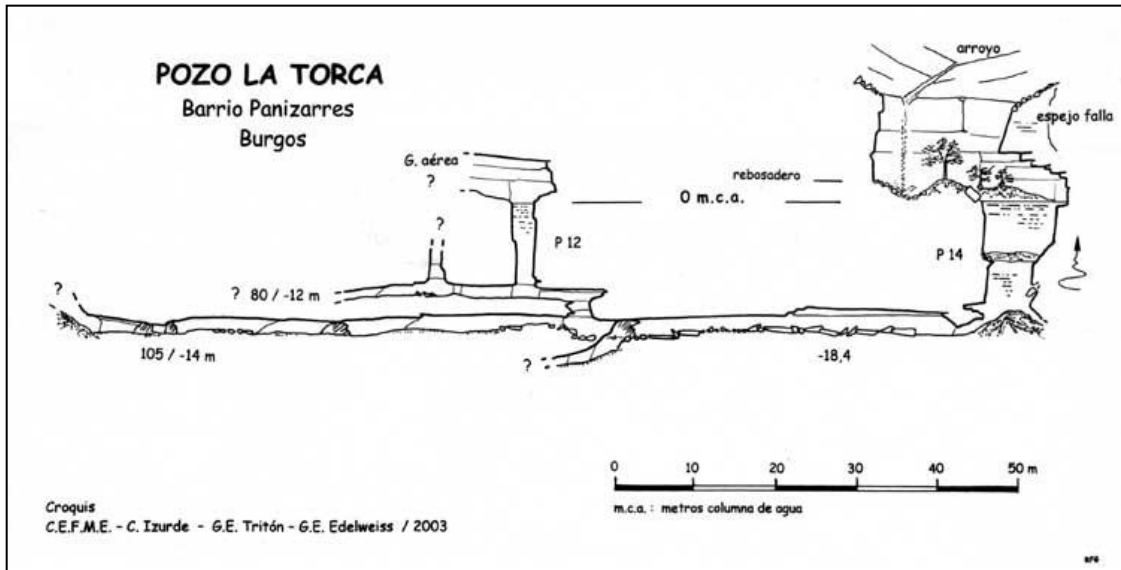 POZO LA TORCA
Barrio Panizarres
Burgos
arroyo
espejo falla
G. aérea
?
rebosadero
0 m.c.a.
?
P 12
P 14
?
? 80 / -12 m
105 / -14 m
?
-18,4
0 10 20 30 40 50 m
m.c.a. : metros columna de agua
Croquis
C.E.F.M.E. - C. Izurde - G.E. Tritón - G.E. Edelweiss / 2003